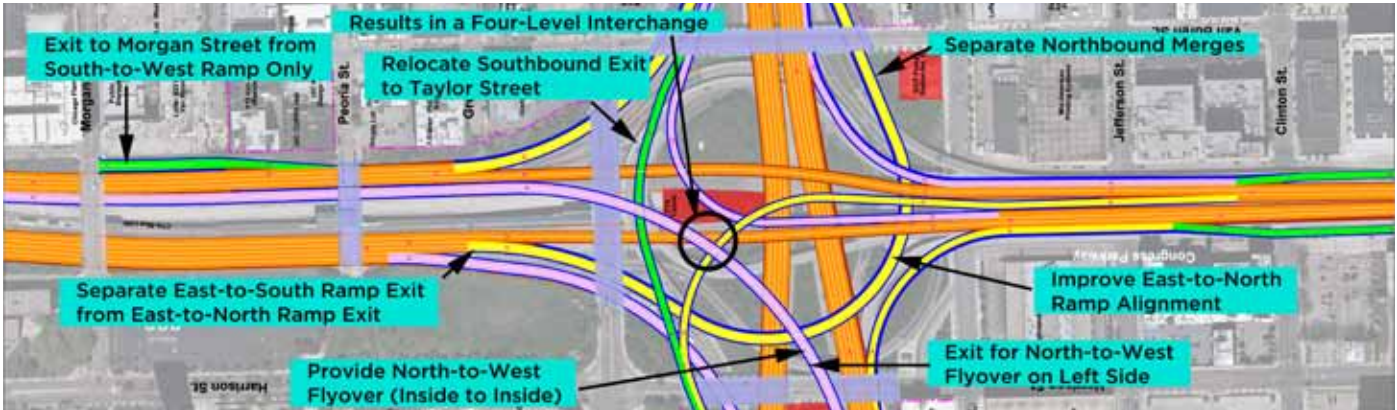 Results in a Four-Level Interchange
Exit to Morgan Street from
South-to-West Ramp Only
Relocate Southbound Exit
to Taylor Street
Separate Northbound Merges
Van Buren St.
Morgan
Peoria St.
Jefferson St.
Clinton St.
Separate East-to-South Ramp Exit
from East-to-North Ramp Exit
Congress Parkway
Improve East-to-North
Ramp Alignment
Harrison St.
Provide North-to-West
Flyover (Inside to Inside)
Exit for North-to-West
Flyover on Left Side